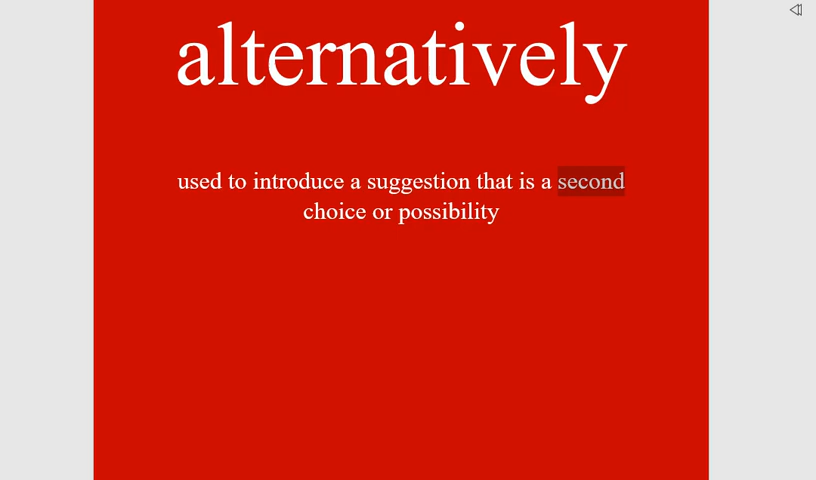 alternatively
used to introduce a suggestion that is a second
choice or possibility